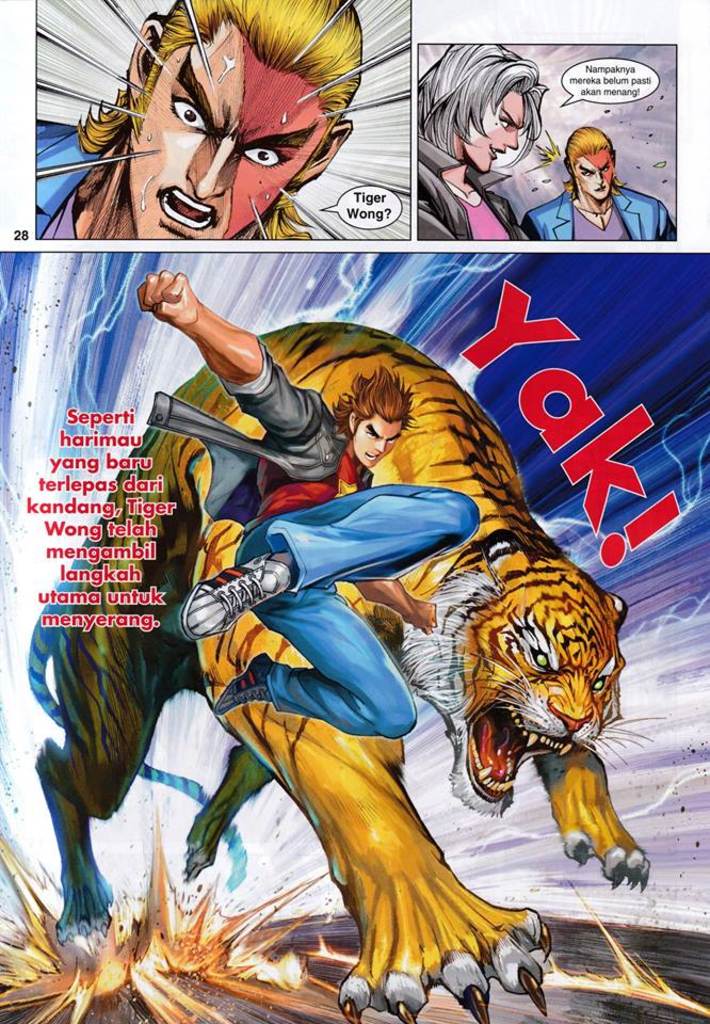 Tiger
Wong?
Nampaknya
mereka belum pasti
akan menang!
28
Yak!
Seperti
harimau
yang baru
terlepas dari
kandang, Tiger
Wong telah
mengambil
langkah
utama untuk
menyerang.